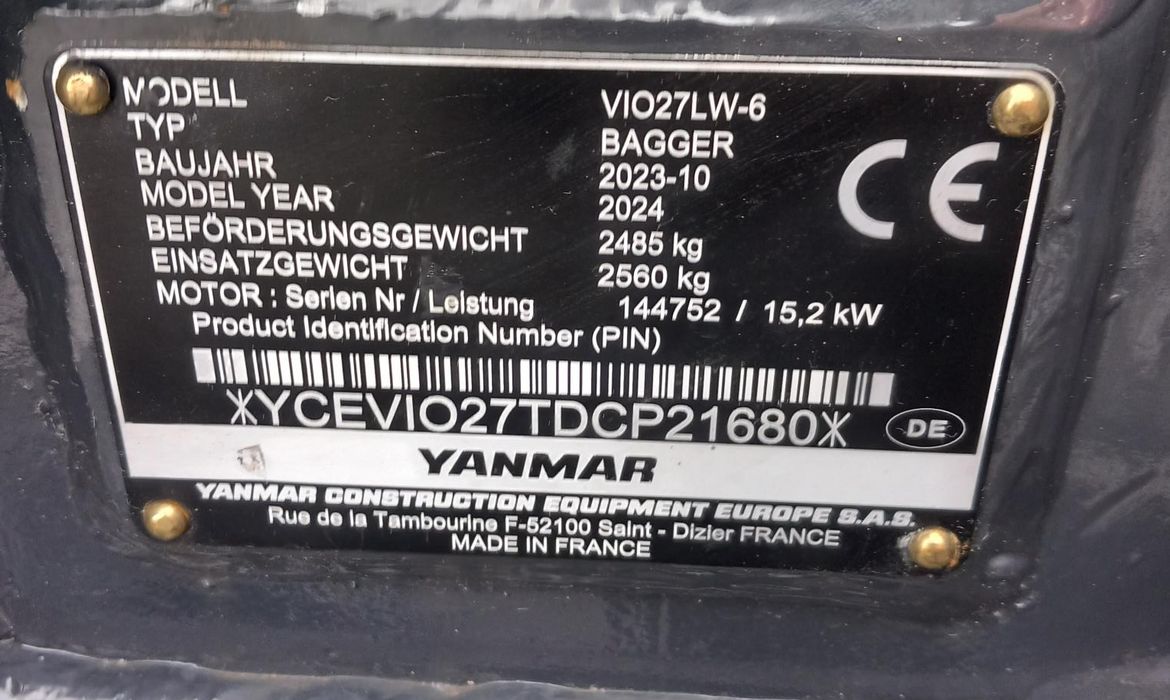 MODELL VIO27LW-6
TYP BAGGER
BAUJAHR 2023-10
MODEL YEAR 2024
BEFÖRDERUNGSGEWICHT 2485 kg
EINSATZGEWICHT 2560 kg
MOTOR : Serien Nr / Leistung 144752 / 15,2 kW
Product Identification Number (PIN)
*YCEVIO27TDCP21680*
DE
CE
YANMAR
YANMAR CONSTRUCTION EQUIPMENT EUROPE S.A.S.
Rue de la Tambourine F-52100 Saint - Dizier FRANCE
MADE IN FRANCE